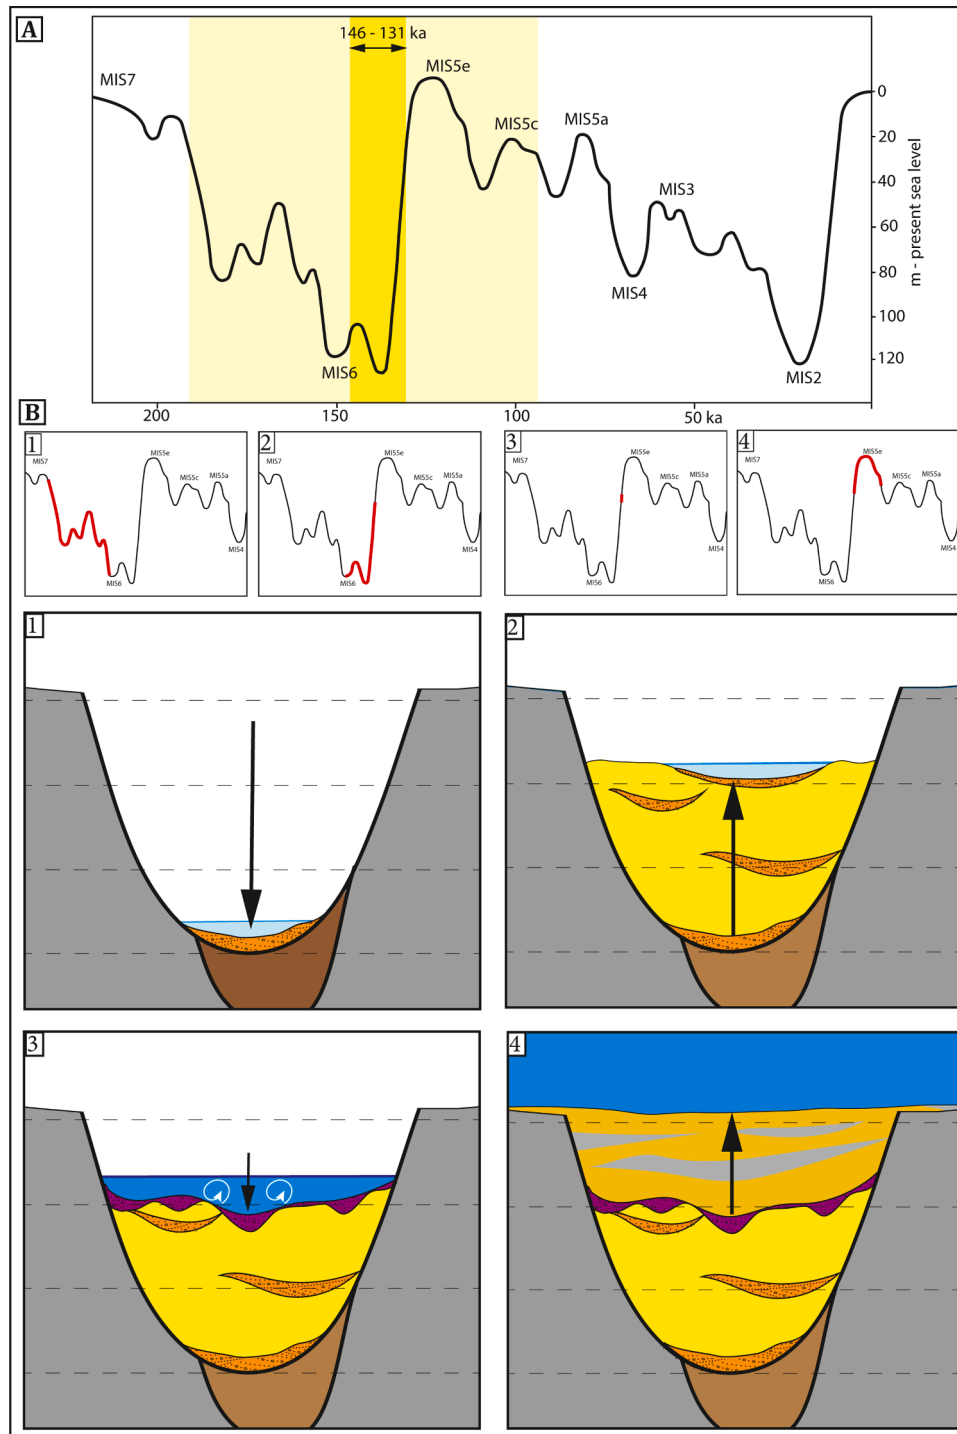 A
146 - 131 ka
MIS7
MIS5e
MIS5c
MIS5a
MIS3
MIS4
MIS6
MIS2
0
20
40
60
80
100
120
m - present sea level
200
150
100
50 ka
B
1
MIS7
MIS5e
MIS5c
MIS5a
MIS4
MIS6
2
MIS7
MIS5e
MIS5c
MIS5a
MIS4
MIS6
3
MIS7
MIS5e
MIS5c
MIS5a
MIS4
MIS6
4
MIS7
MIS5e
MIS5c
MIS5a
MIS4
MIS6
1
2
3
4